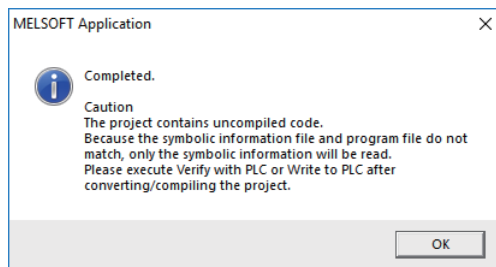 MELSOFT Application
Completed.
Caution
The project contains uncompiled code.
Because the symbolic information file and program file do not
match, only the symbolic information will be read.
Please execute Verify with PLC or Write to PLC after
converting/compiling the project.
OK